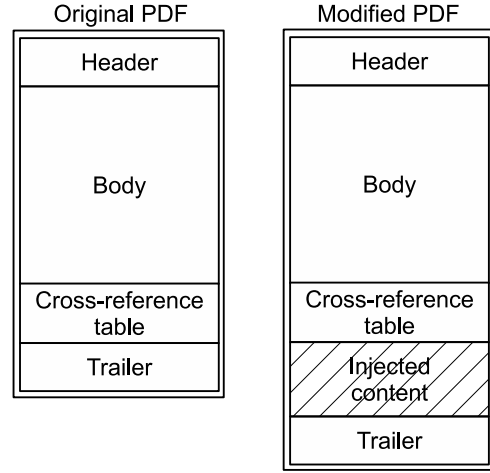 Original PDF
Header
Body
Cross-reference
table
Trailer
Modified PDF
Header
Body
Cross-reference
table
Injected
content
Trailer